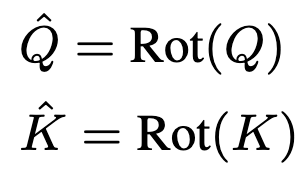 Q̂ = Rot(Q)
K̂ = Rot(K)